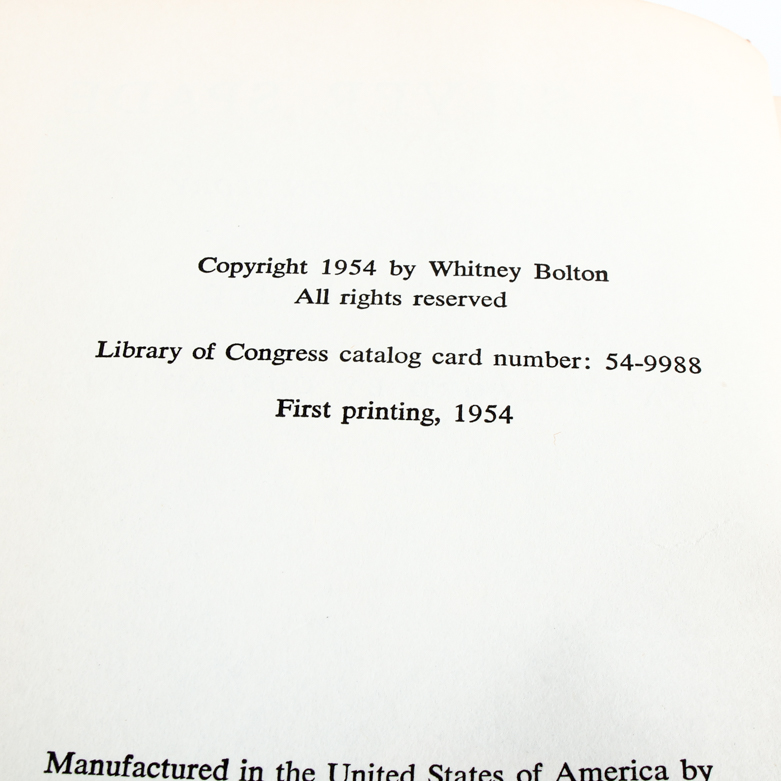 Copyright 1954 by Whitney Bolton
All rights reserved
Library of Congress catalog card number: 54-9988
First printing, 1954
Manufactured in the United States of America by